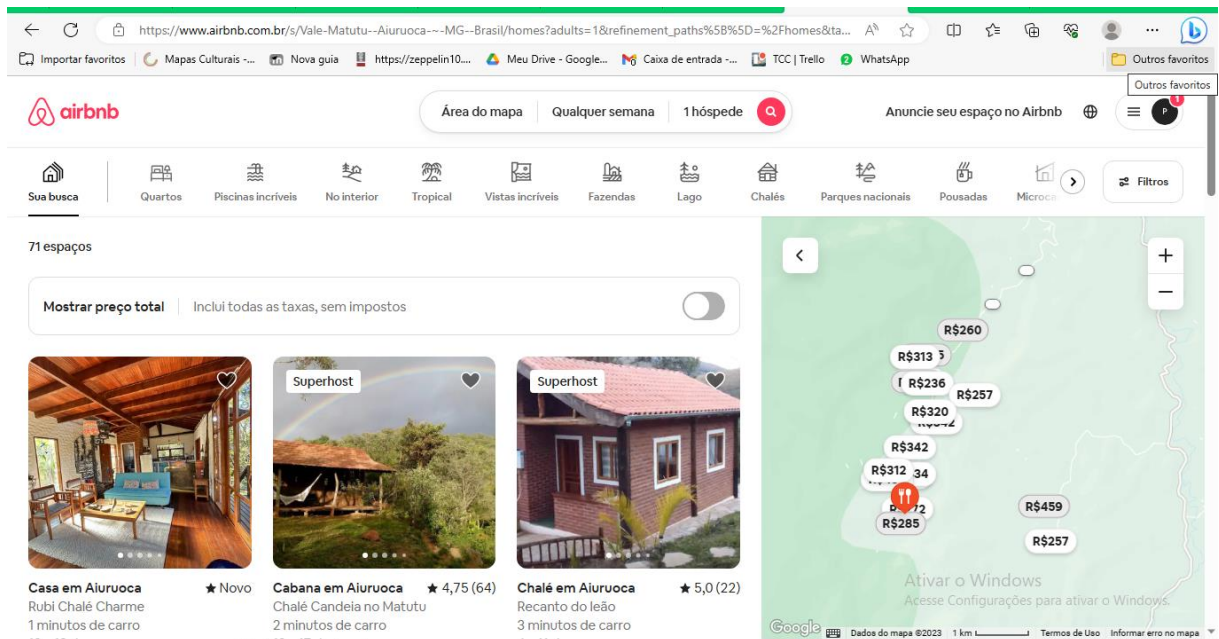 https://www.airbnb.com.br/s/Vale-Matutu--Aiuruoca---MG--Brasil/homes?adults=1&refinement_paths%5B%5D=%2Fhomes&ta...
Importar favoritos Mapas Culturais -... Nova guia https://zeppelin10.... Meu Drive - Google... Caixa de entrada -... TCC | Trello 2 WhatsApp Outros favoritos
Outros favoritos
airbnb Área do mapa Qualquer semana 1 hóspede Anuncie seu espaço no Airbnb P 1
Sua busca Quartos Piscinas incríveis No interior Tropical Vistas incríveis Fazendas Lago Chalés Parques nacionais Pousadas Filtros
71 espaços
Mostrar preço total Inclui todas as taxas, sem impostos
Superhost Superhost
Casa em Aiuruoca ★ Novo Cabana em Aiuruoca ★ 4,75 (64) Chalé em Aiuruoca ★ 5,0 (22)
Rubi Chalé Charme Chalé Candeia no Matutu Recanto do leão
1 minutos de carro 2 minutos de carro 3 minutos de carro
+
−
R$260
R$313
R$236
R$257
R$320
R$342
R$342
R$312
R$285
R$459
R$257
Ativar o Windows
Acesse Configurações para ativar o Windows.
Google Dados do mapa ©2023 1 km Termos de Uso Informar erro no mapa